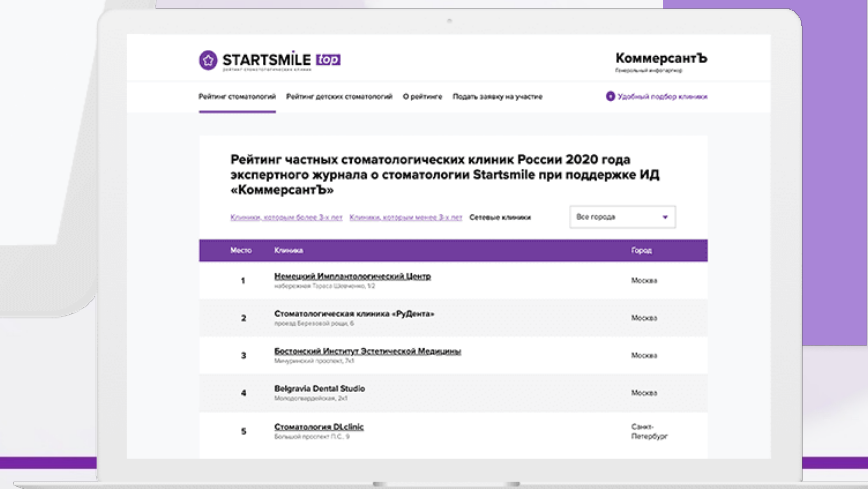 STARTSMILE top
рейтинг стоматологических клиник
КоммерсантЪ
Генеральный инфопартнер
Рейтинг стоматологий Рейтинг детских стоматологий О рейтинге Подать заявку на участие Удобный подбор клиники
Рейтинг частных стоматологических клиник России 2020 года
экспертного журнала о стоматологии Startsmile при поддержке ИД
«КоммерсантЪ»
Клиники, которым более 3-х лет Клиники, которым менее 3-х лет Сетевые клиники Все города
Место Клиника Город
1 Немецкий Имплантологический Центр Москва
набережная Тараса Шевченко, 1/2
2 Стоматологическая клиника «РуДента» Москва
проезд Березовой рощи, 6
3 Бостонский Институт Эстетической Медицины Москва
Мичуринский проспект, 7к1
4 Belgravia Dental Studio Москва
Молодогвардейская, 2к1
5 Стоматология DLclinic Санкт-
Петербург
Большой проспект П.С., 9